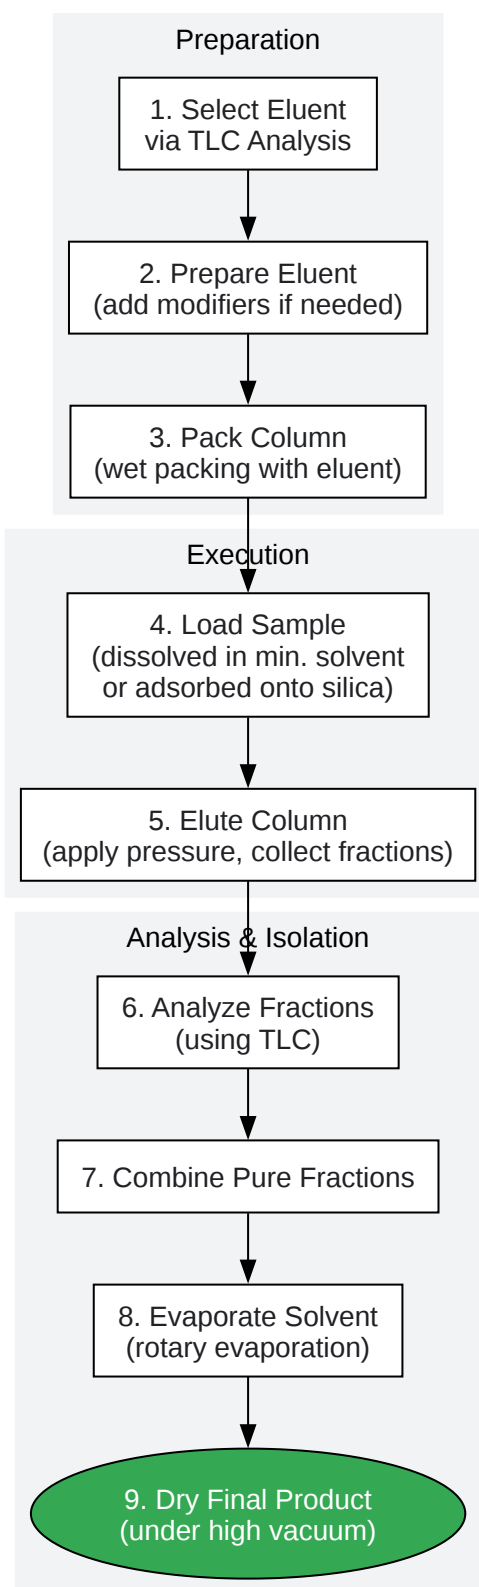 Preparation
1. Select Eluent
via TLC Analysis
2. Prepare Eluent
(add modifiers if needed)
3. Pack Column
(wet packing with eluent)
Execution
4. Load Sample
(dissolved in min. solvent
or adsorbed onto silica)
5. Elute Column
(apply pressure, collect fractions)
Analysis & Isolation
6. Analyze Fractions
(using TLC)
7. Combine Pure Fractions
8. Evaporate Solvent
(rotary evaporation)
9. Dry Final Product
(under high vacuum)